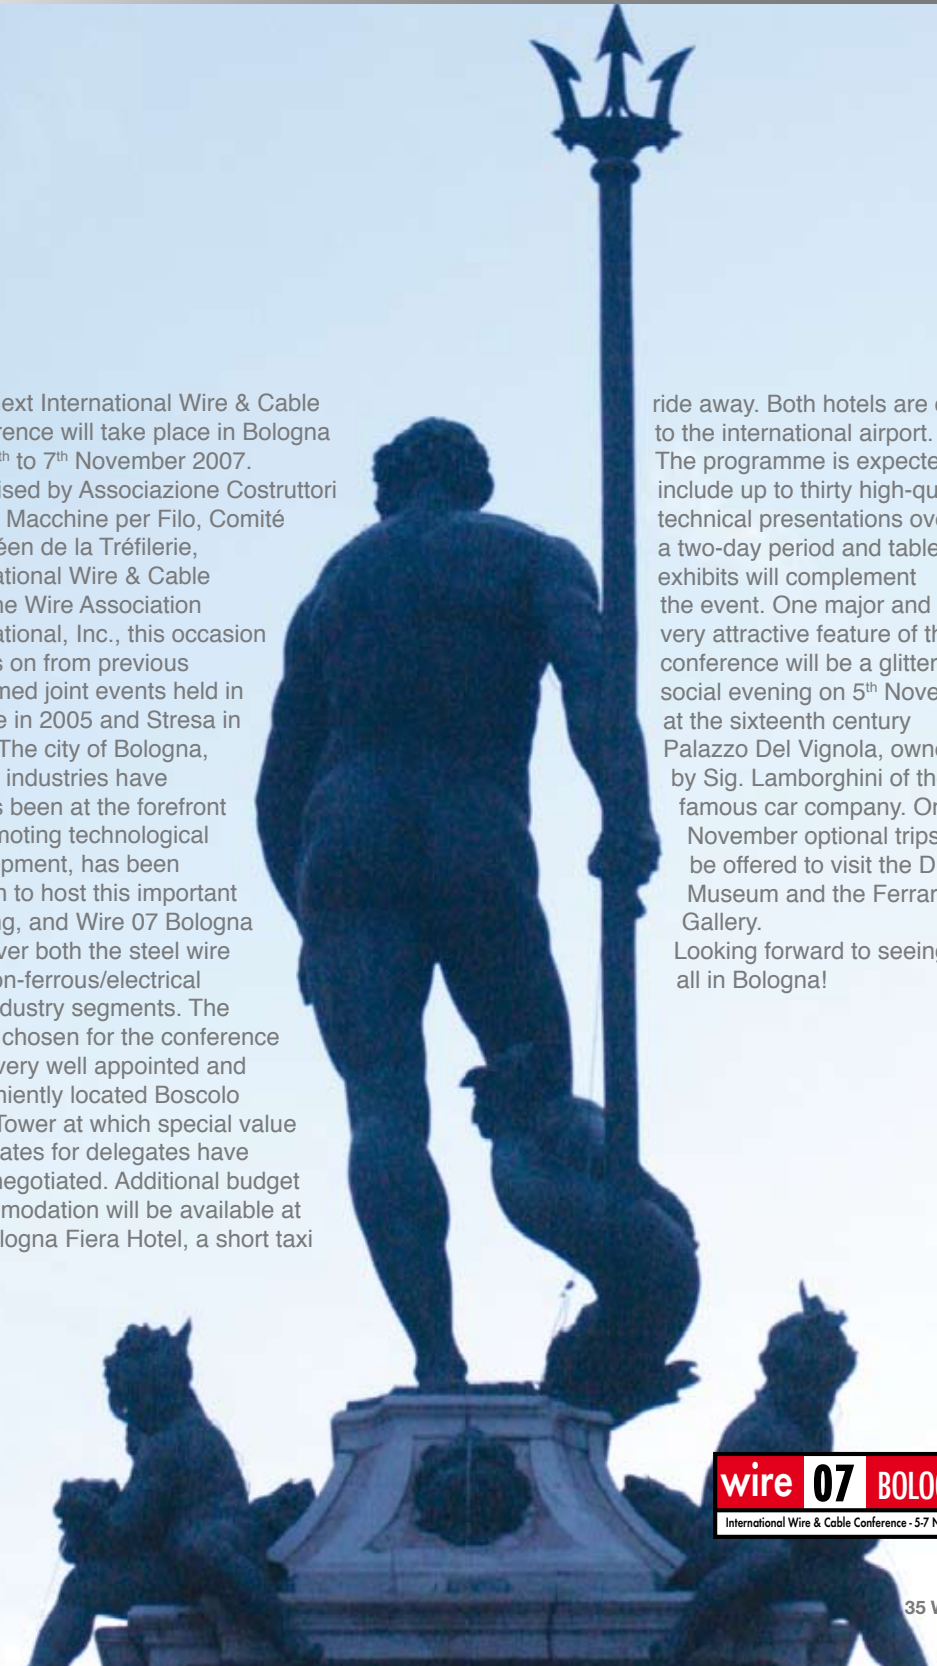 ext International Wire & Cable
rence will take place in Bologna
th to 7th November 2007.
ised by Associazione Costruttori
Macchine per Filo, Comité
éen de la Tréfilerie,
ational Wire & Cable
ne Wire Association
ational, Inc., this occasion
s on from previous
med joint events held in
e in 2005 and Stresa in
The city of Bologna,
industries have
s been at the forefront
moting technological
opment, has been
n to host this important
ng, and Wire 07 Bologna
ver both the steel wire
on-ferrous/electrical
ndustry segments. The
chosen for the conference
very well appointed and
niently located Boscolo
Tower at which special value
ates for delegates have
negotiated. Additional budget
modation will be available at
logna Fiera Hotel, a short taxi
ride away. Both hotels are c
to the international airport.
The programme is expecte
include up to thirty high-qu
technical presentations ove
a two-day period and table
exhibits will complement
the event. One major and
very attractive feature of th
conference will be a glitter
social evening on 5th Nove
at the sixteenth century
Palazzo Del Vignola, owne
by Sig. Lamborghini of th
famous car company. On
November optional trips
be offered to visit the D
Museum and the Ferrar
Gallery.
Looking forward to seeing
all in Bologna!
wire 07 BOLOG
International Wire & Cable Conference - 5-7 N
35 W